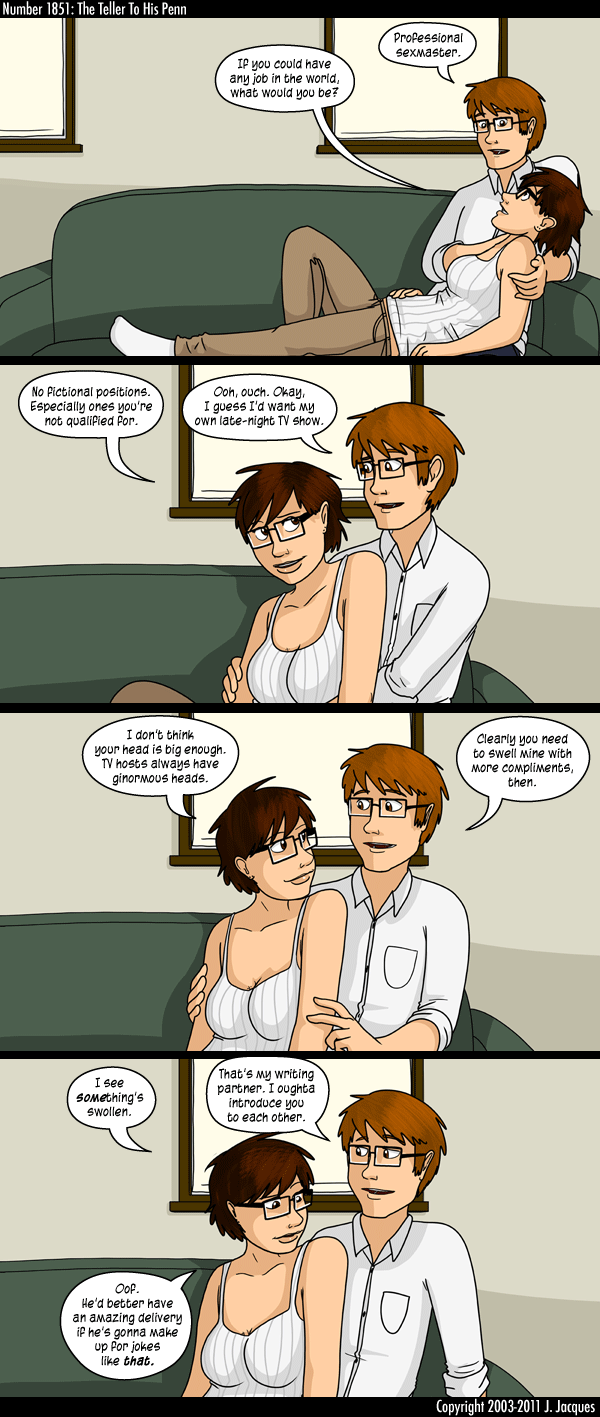 Number 1851: The Teller To His Penn
If you could have
any job in the world,
what would you be?
Professional
sexmaster.
No fictional positions.
Especially ones you're
not qualified for.
Ooh, ouch. Okay,
I guess I'd want my
own late-night TV show.
I don't think
your head is big enough.
TV hosts always have
ginormous heads.
Clearly you need
to swell mine with
more compliments,
then.
I see
something's
swollen.
That's my writing
partner. I oughta
introduce you
to each other.
Oof.
He'd better have
an amazing delivery
if he's gonna make
up for jokes
like that.
Copyright 2003-2011 J. Jacques